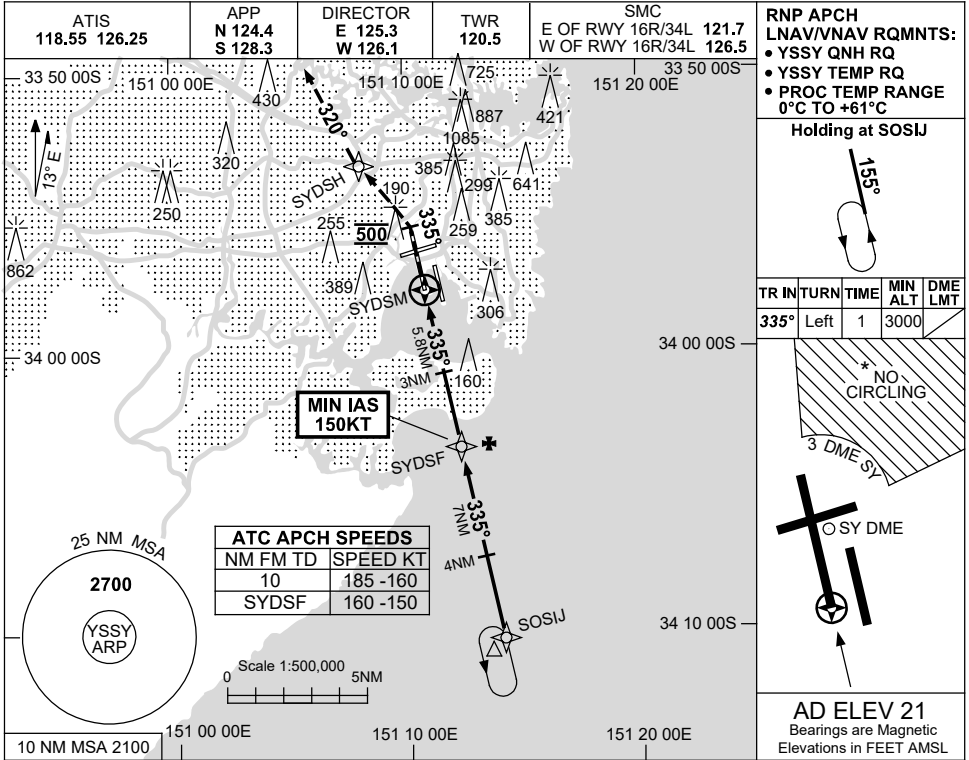 ATIS
118.55 126.25
APP
N 124.4
S 128.3
DIRECTOR
E 125.3
W 126.1
TWR
120.5
SMC
E OF RWY 16R/34L 121.7
W OF RWY 16R/34L 126.5
RNP APCH
LNAV/VNAV RQMNTS:
• YSSY QNH RQ
• YSSY TEMP RQ
• PROC TEMP RANGE
0°C TO +61°C
33 50 00S
151 00 00E
151 10 00E
151 20 00E
33 50 00S
430
725
887
421
1085
320
320°
13° E
SYDSH
385
299
641
250
190
385
255
500
335°
259
862
389
SYDSM
306
34 00 00S
335°
5.8NM
3NM
160
34 00 00S
MIN IAS
150KT
SYDSF
335°
7NM
4NM
SOSIJ
34 10 00S
25 NM MSA
2700
YSSY
ARP
ATC APCH SPEEDS
NM FM TD SPEED KT
10 185 -160
SYDSF 160 -150
Scale 1:500,000
0 5NM
10 NM MSA 2100
151 00 00E
151 10 00E
151 20 00E
Holding at SOSIJ
155°
TR IN TURN TIME MIN ALT DME LMT
335° Left 1 3000
* NO
CIRCLING
3 DME SY
SY DME
AD ELEV 21
Bearings are Magnetic
Elevations in FEET AMSL